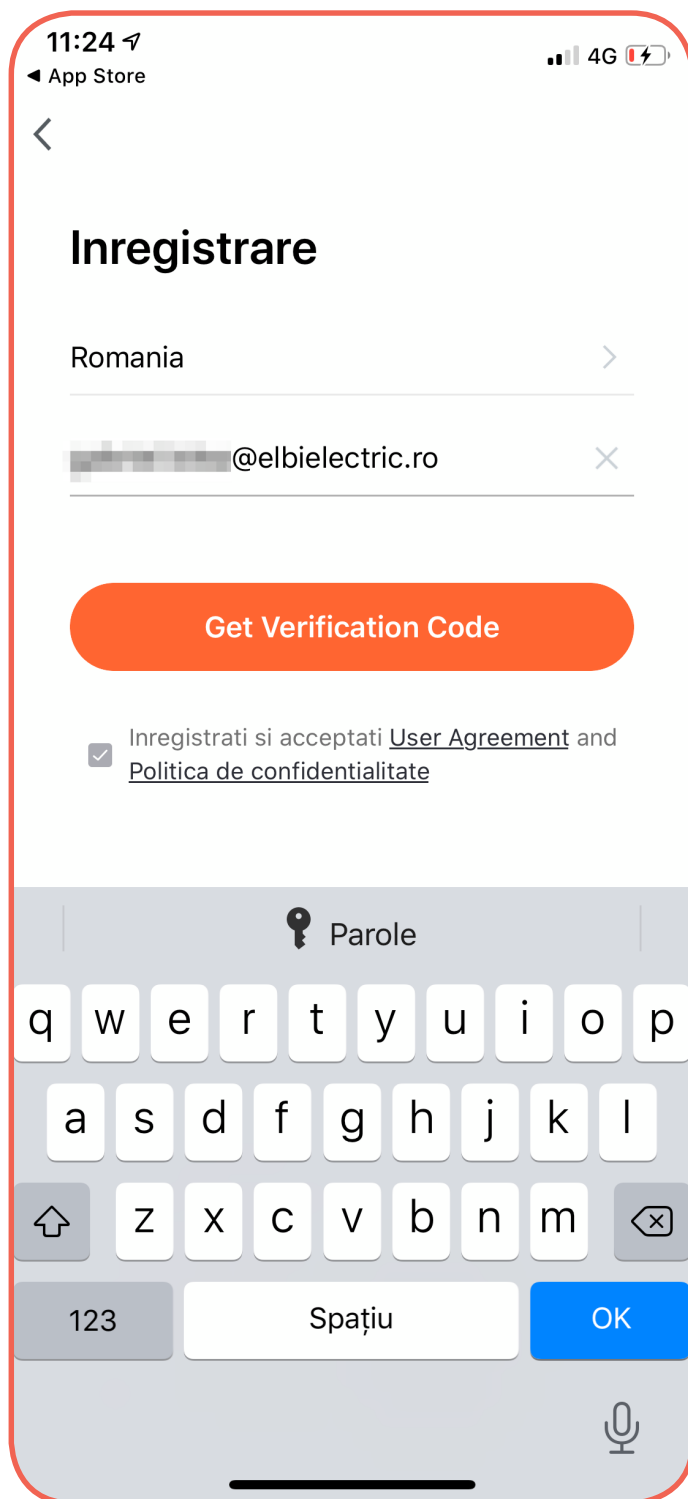 11:24
4G
App Store
Inregistrare
Romania
@elbielectric.ro
Get Verification Code
Inregistrati si acceptati User Agreement and
Politica de confidentialitate
Parole
q w e r t y u i o p
a s d f g h j k l
z x c v b n m
123 Spațiu OK